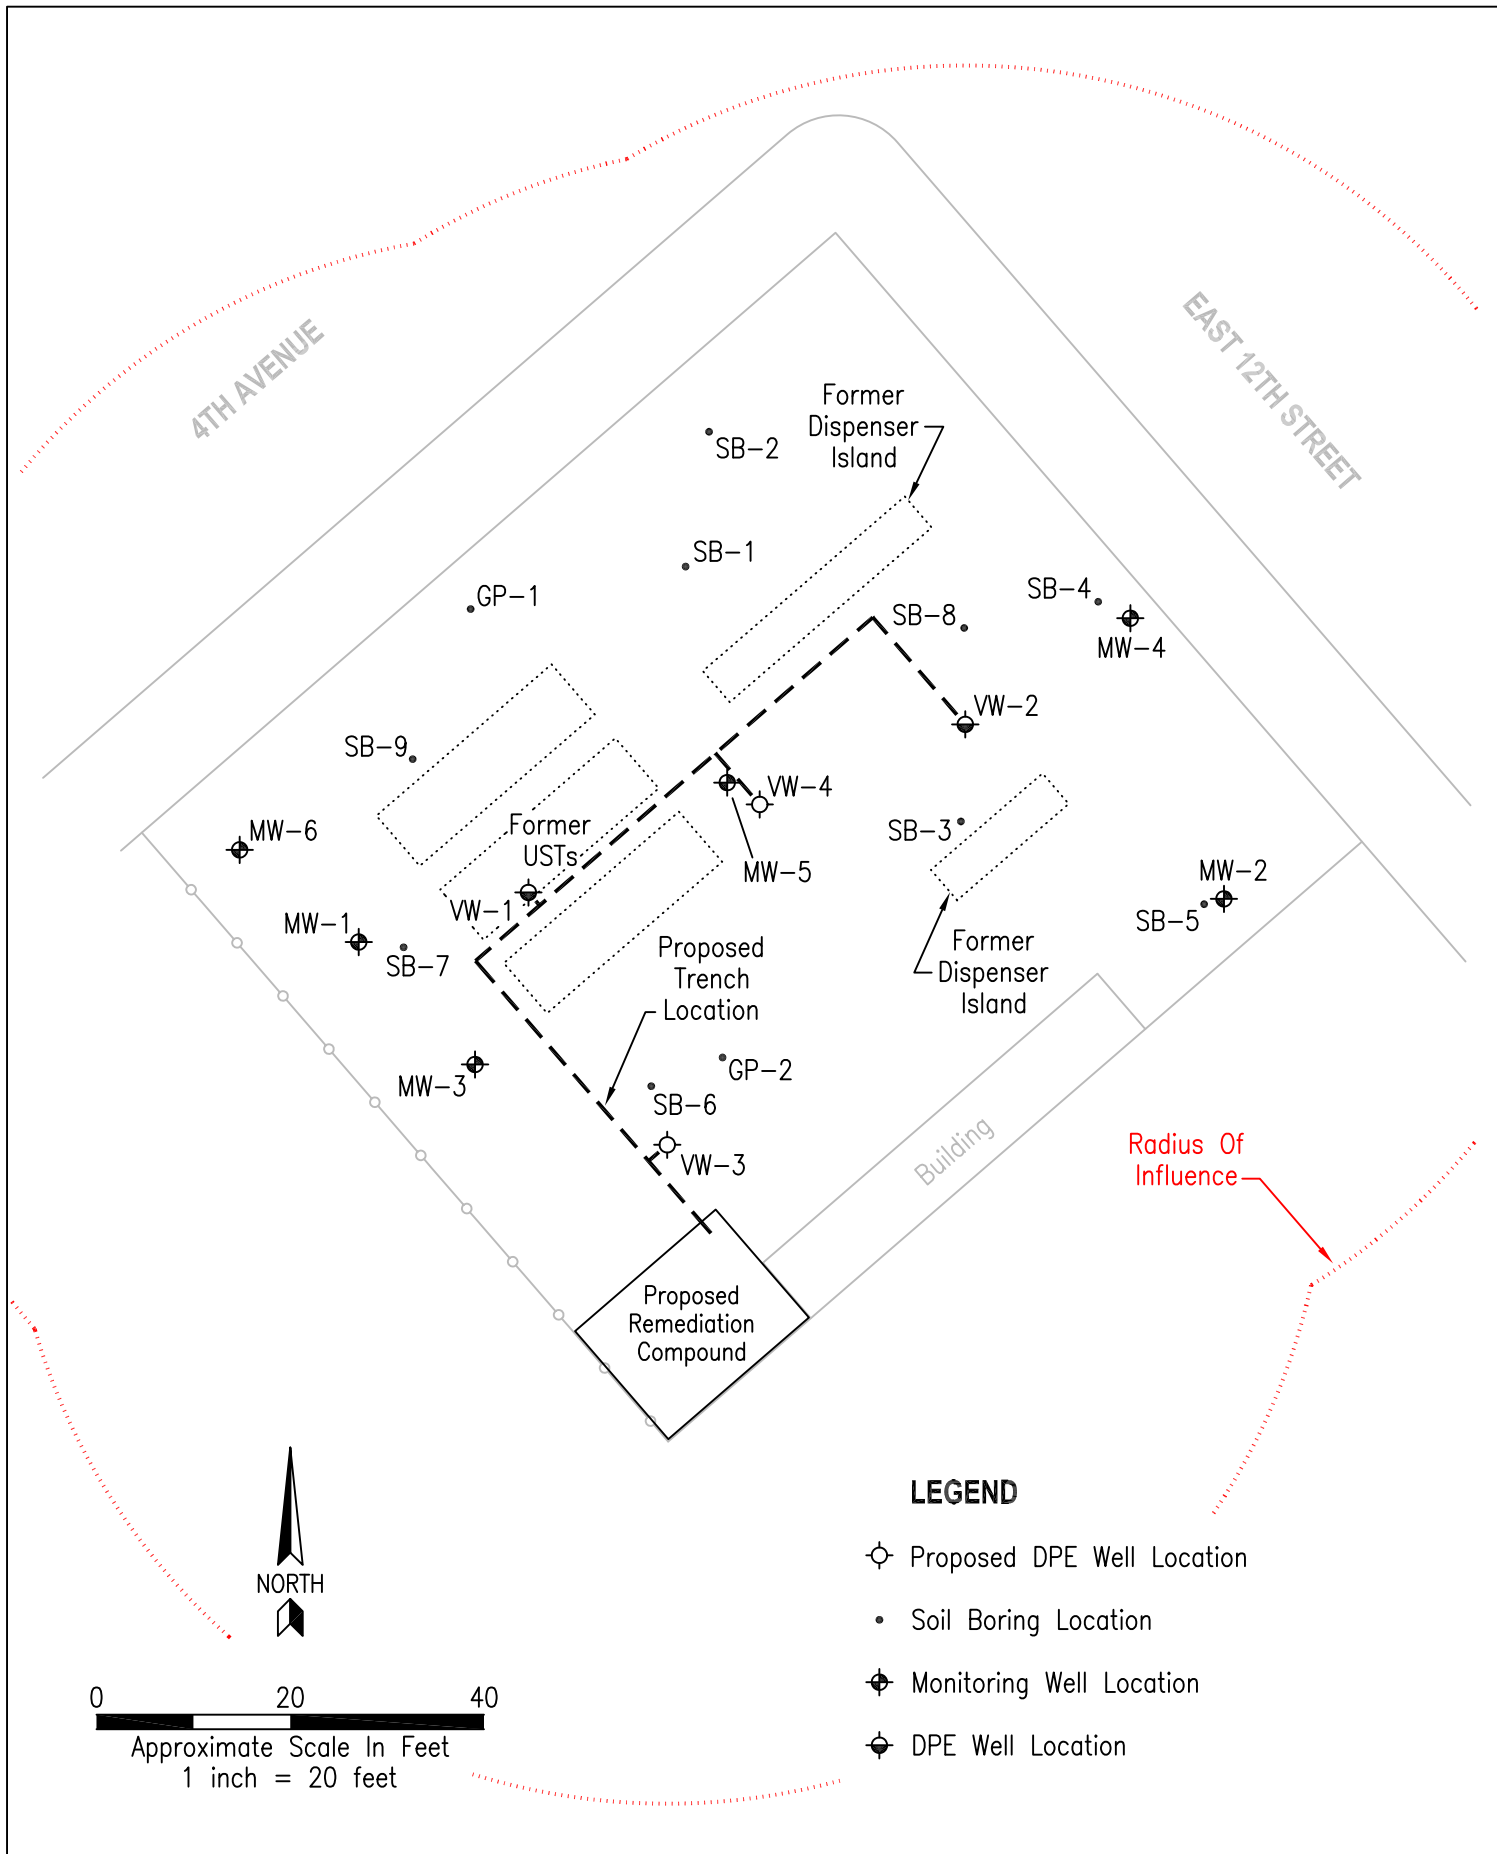 4TH AVENUE
EAST 12TH STREET
Former
Dispenser
Island
SB-2
SB-1
GP-1
SB-4
SB-8
MW-4
VW-2
SB-9
VW-4
MW-6
Former
USTs
SB-3
MW-5
MW-2
VW-1
SB-5
MW-1
SB-7
Proposed
Trench
Location
Former
Dispenser
Island
MW-3
GP-2
SB-6
VW-3
Building
Radius Of
Influence
Proposed
Remediation
Compound
NORTH
0 20 40
Approximate Scale In Feet
1 inch = 20 feet
LEGEND
Proposed DPE Well Location
Soil Boring Location
Monitoring Well Location
DPE Well Location